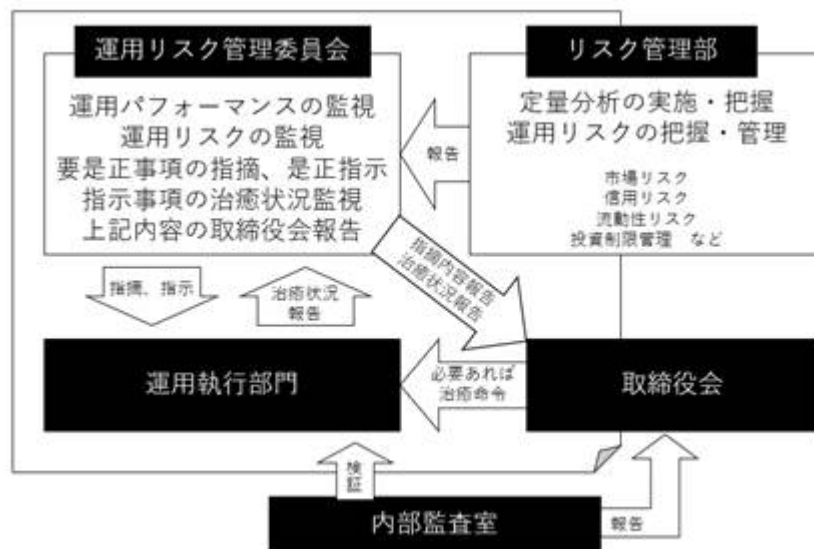 運用リスク管理委員会
運用パフォーマンスの監視
運用リスクの監視
要是正事項の指摘、是正指示
指示事項の治癒状況監視
上記内容の取締役会報告
リスク管理部
定量分析の実施・把握
運用リスクの把握・管理
市場リスク
信用リスク
流動性リスク
投資制限管理 など
報告
指摘内容報告
治癒状況報告
指摘、指示
治癒状況
報告
運用執行部門
必要あれば
治癒命令
取締役会
検証
内部監査室
報告